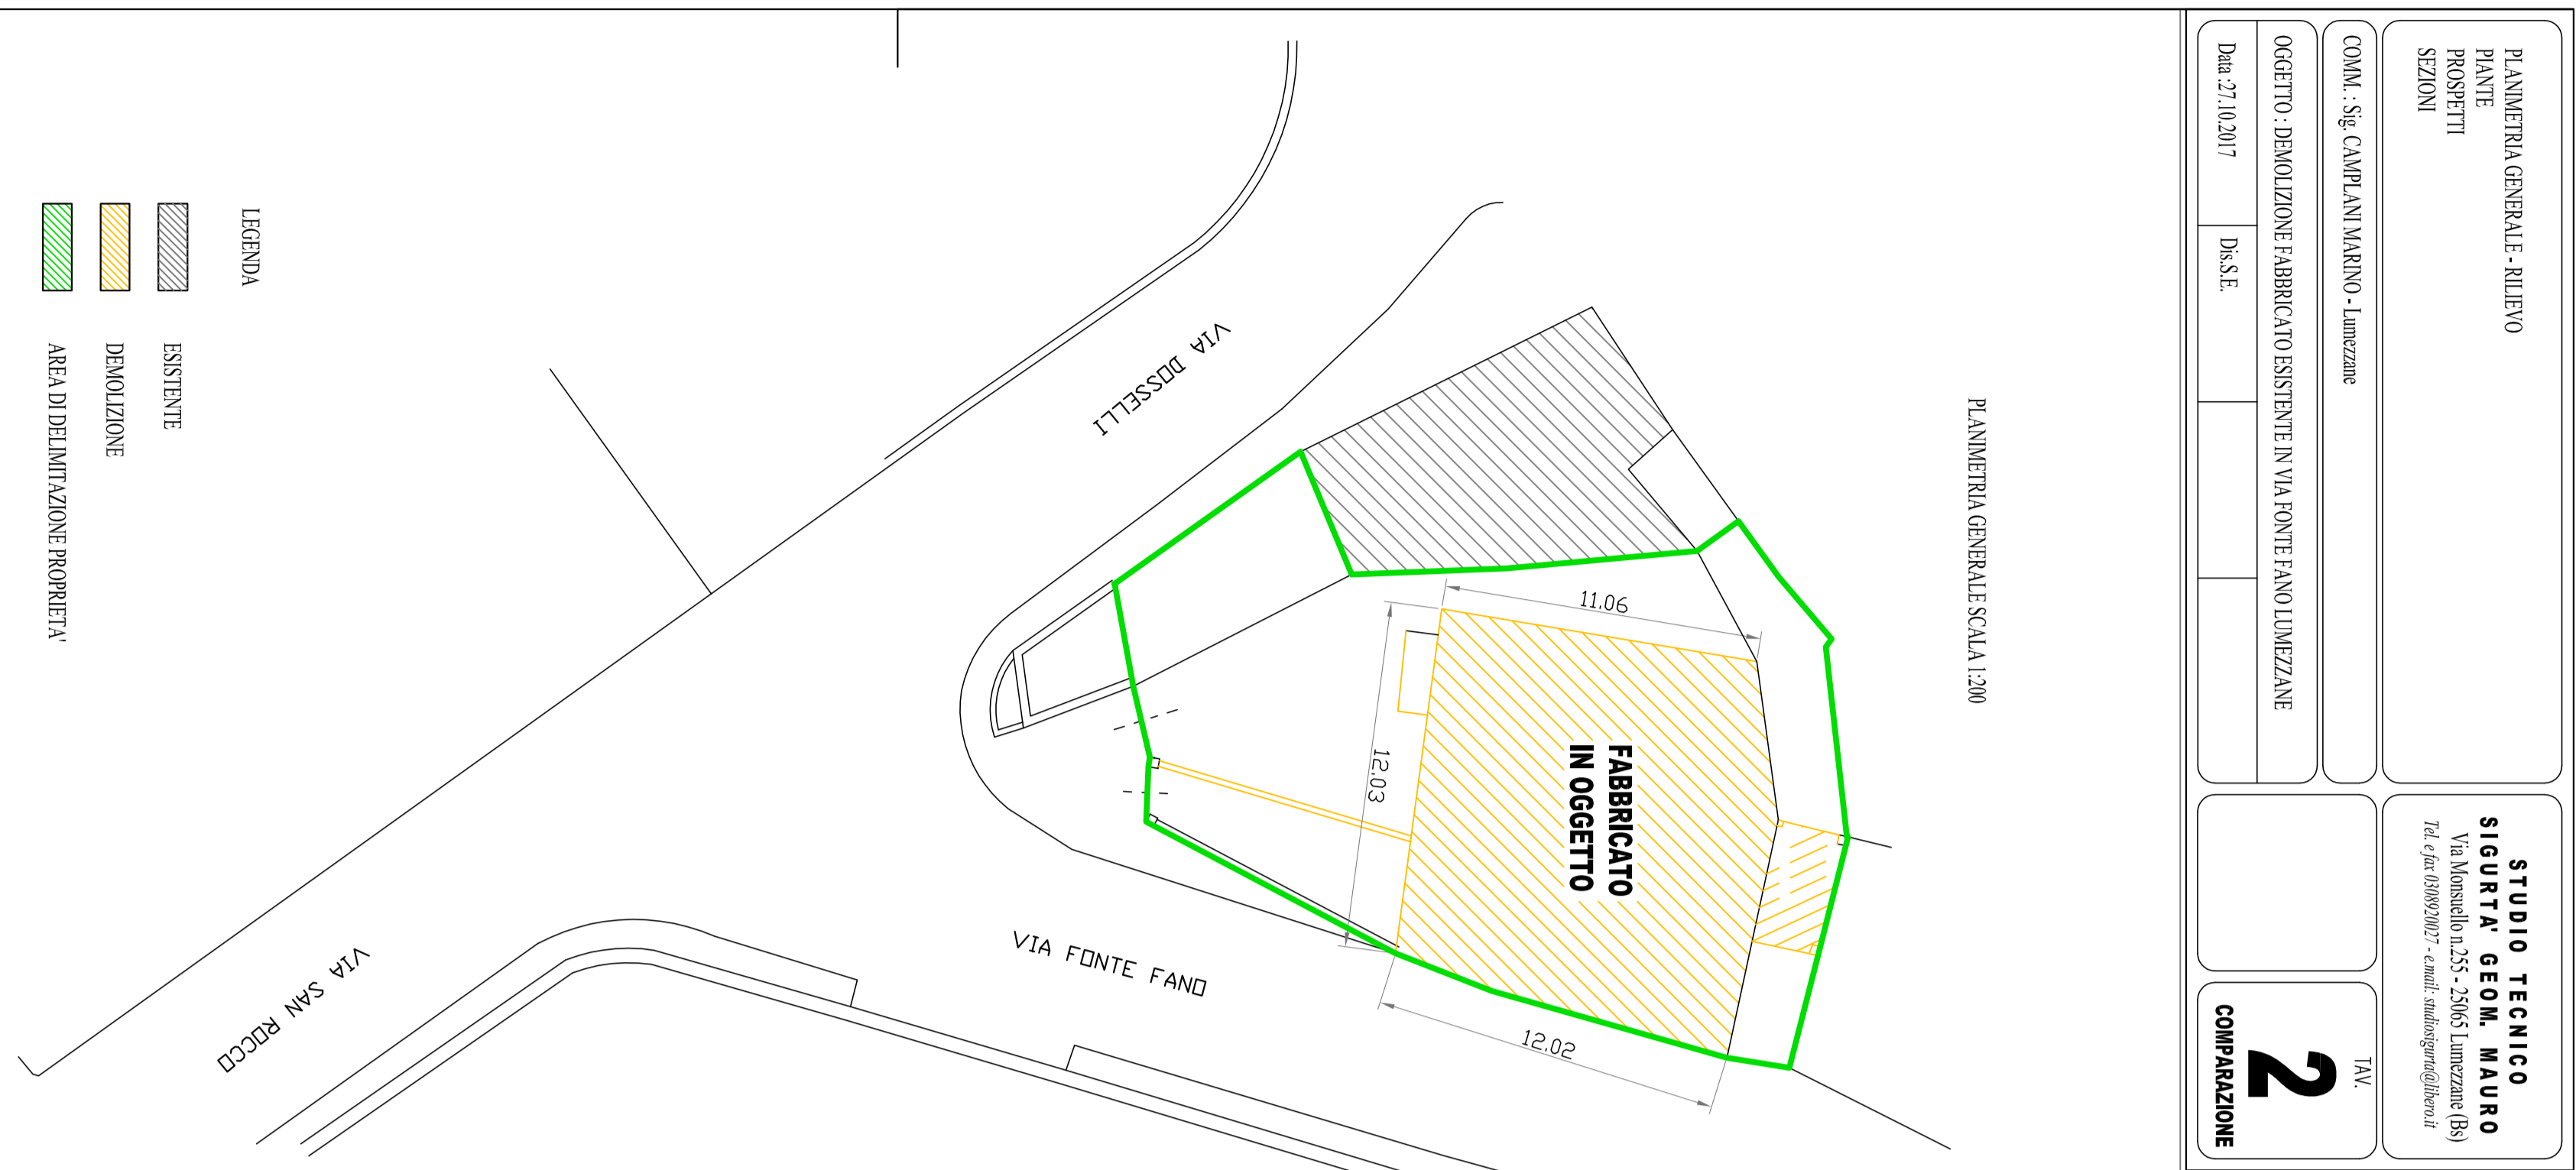 PLANIMETRIA GENERALE - RILIEVO
PIANTE
PROSPETTI
SEZIONI
COMM. : Sig. CAMPLANI MARINO - Lumezzane
OGGETTO : DEMOLIZIONE FABBRICATO ESISTENTE IN VIA FONTE FANO LUMEZZANE
Data :27.10.2017
Dis.S.E.
STUDIO TECNICO
SIGURTA' GEOM. MAURO
Via Monsuello n.255 - 25065 Lumezzane (Bs)
Tel. e fax 030892002​7 - e.mail: studiosigurta@libero.it
TAV.
2
COMPARAZIONE
PLANIMETRIA GENERALE SCALA 1:200
11.06
12.03
12.02
FABBRICATO
IN OGGETTO
VIA DOSSELLI
VIA FONTE FANO
VIA SAN ROCCO
LEGENDA
ESISTENTE
DEMOLIZIONE
AREA DI DELIMITAZIONE PROPRIETA'